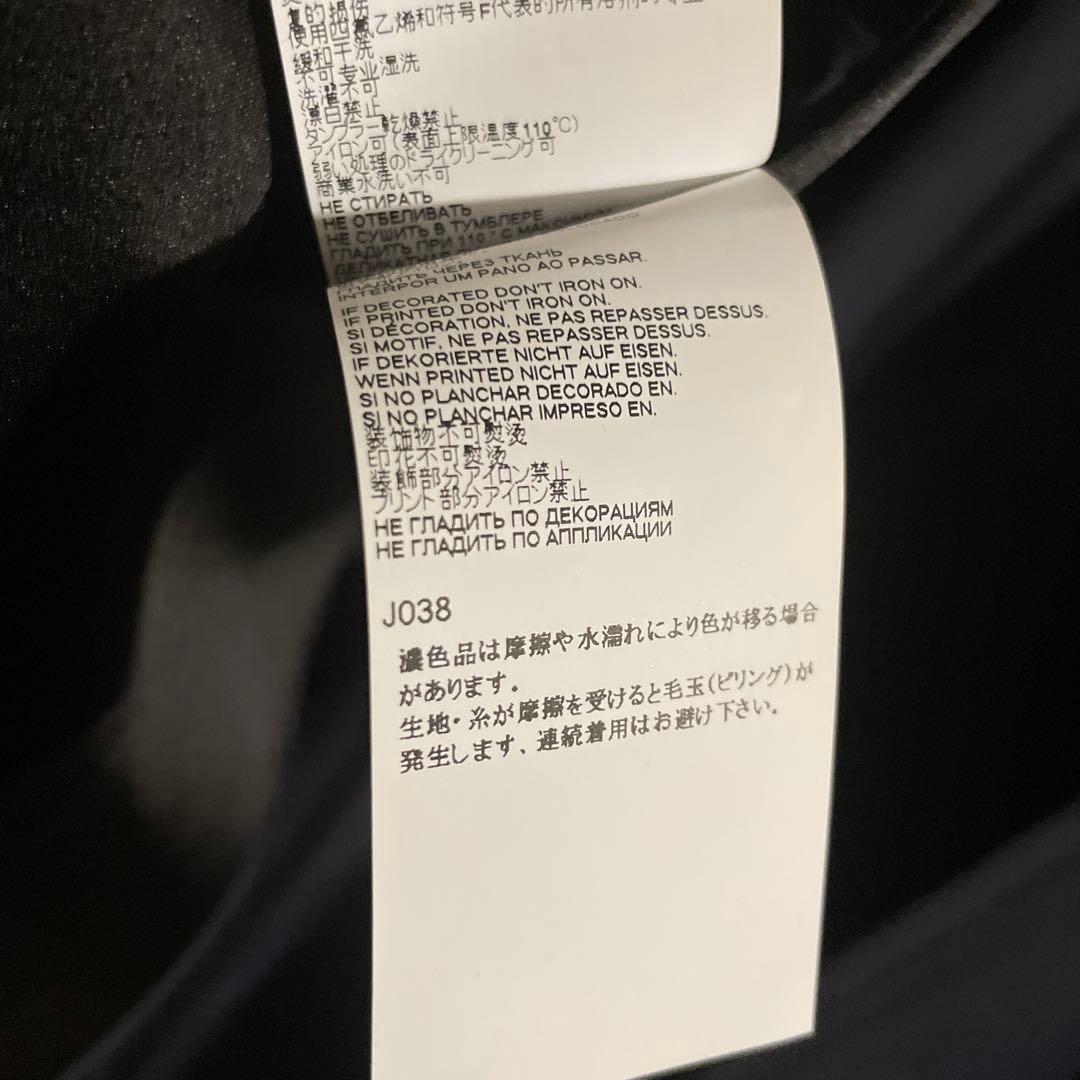 使用四氯乙烯和符号F代表的所有溶剂的专业
缓和干洗
不可专业湿洗
洗濯不可
漂白禁止
タンブラー乾燥禁止
アイロン可(表面上限温度110℃)
弱い処理のドライクリーニング可
商業水洗い不可
НЕ СТИРАТЬ
НЕ ОТБЕЛИВАТЬ
НЕ СУШИТЬ В ТУМБЛЕРЕ
ГЛАДИТЬ ПРИ 110°C
ДЕЛИКАТНАЯ
ГЛАДИТЬ ЧЕРЕЗ ТКАНЬ
INTERPOR UM PANO AO PASSAR.
IF DECORATED DON'T IRON ON.
IF PRINTED DON'T IRON ON.
SI DÉCORATION, NE PAS REPASSER DESSUS.
SI MOTIF, NE PAS REPASSER DESSUS.
IF DEKORIERTE NICHT AUF EISEN.
WENN PRINTED NICHT AUF EISEN.
SI NO PLANCHAR DECORADO EN.
SI NO PLANCHAR IMPRESO EN.
装饰物不可熨烫
印花不可熨烫
装飾部分アイロン禁止
プリント部分アイロン禁止
НЕ ГЛАДИТЬ ПО ДЕКОРАЦИЯМ
НЕ ГЛАДИТЬ ПО АППЛИКАЦИИ
J038
濃色品は摩擦や水濡れにより色が移る場合
があります。
生地・糸が摩擦を受けると毛玉(ピリング)が
発生します、連続着用はお避け下さい。